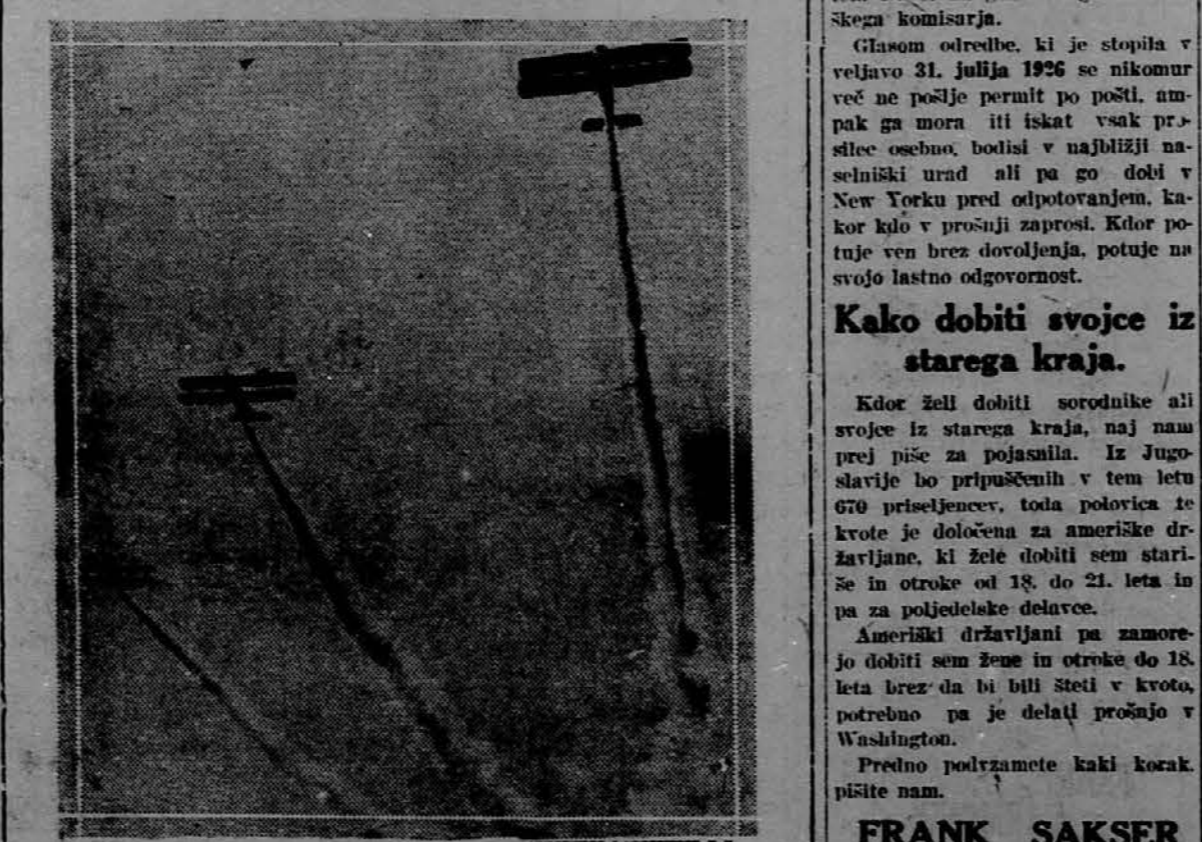 škega komisarja.
Glasom odredbe, ki je stopila v
veljavo 31. julija 1926 se nikomur
več ne pošlje permit po pošti, am-
pak ga mora iti iskat vsak pro-
silec osebno, bodisi v najbližji na-
selniški urad ali pa go dobi v
New Yorku pred odpotovanjem, ka-
kor kdo v prošnji zaprosi. Kdor po-
tuje ven brez dovoljenja, potuje na
svojo lastno odgovornost.
Kako dobiti svojce iz
starega kraja.
Kdor želi dobiti sorodnike ali
svojce iz starega kraja, naj nam
prej piše za pojasnila. Iz Jugo-
slavije bo pripuščenih v tem letu
670 priseljencev, toda polovica te
kvote je določena za ameriške dr-
žavljane, ki žele dobiti sem stari-
še in otroke od 18. do 21. leta in
pa za poljedelske delavce.
Ameriški državljani pa zamore-
jo dobiti sem žene in otroke do 18.
leta brez da bi bili šteti v kvoto,
potrebno pa je delati prošnjo v
Washington.
Predno podvzamete kaki korak,
pišite nam.
FRANK SAKSER